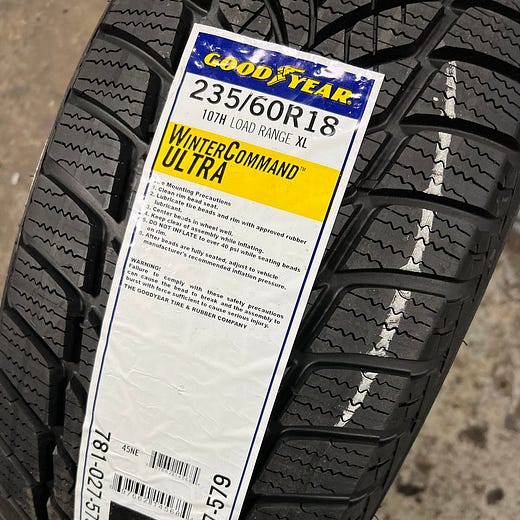 GOODYEAR
235/60R18
107H LOAD RANGE XL
WINTERCOMMAND™
ULTRA
Mounting Precautions
1. Clean rim bead seat.
2. Lubricate tire beads and rim with approved rubber
lubricant.
3. Center beads in wheel well.
4. Keep clear of assembly while inflating.
5. DO NOT INFLATE to over 40 psi while seating beads
on rim.
6. After beads are fully seated, adjust to vehicle
manufacturer's recommended inflation pressure.
WARNING!
Failure to comply with these safety precautions
can cause the bead to break and the assembly to
burst with force sufficient to cause serious injury.
THE GOODYEAR TIRE & RUBBER COMPANY
45NE
781-027-57
7-579